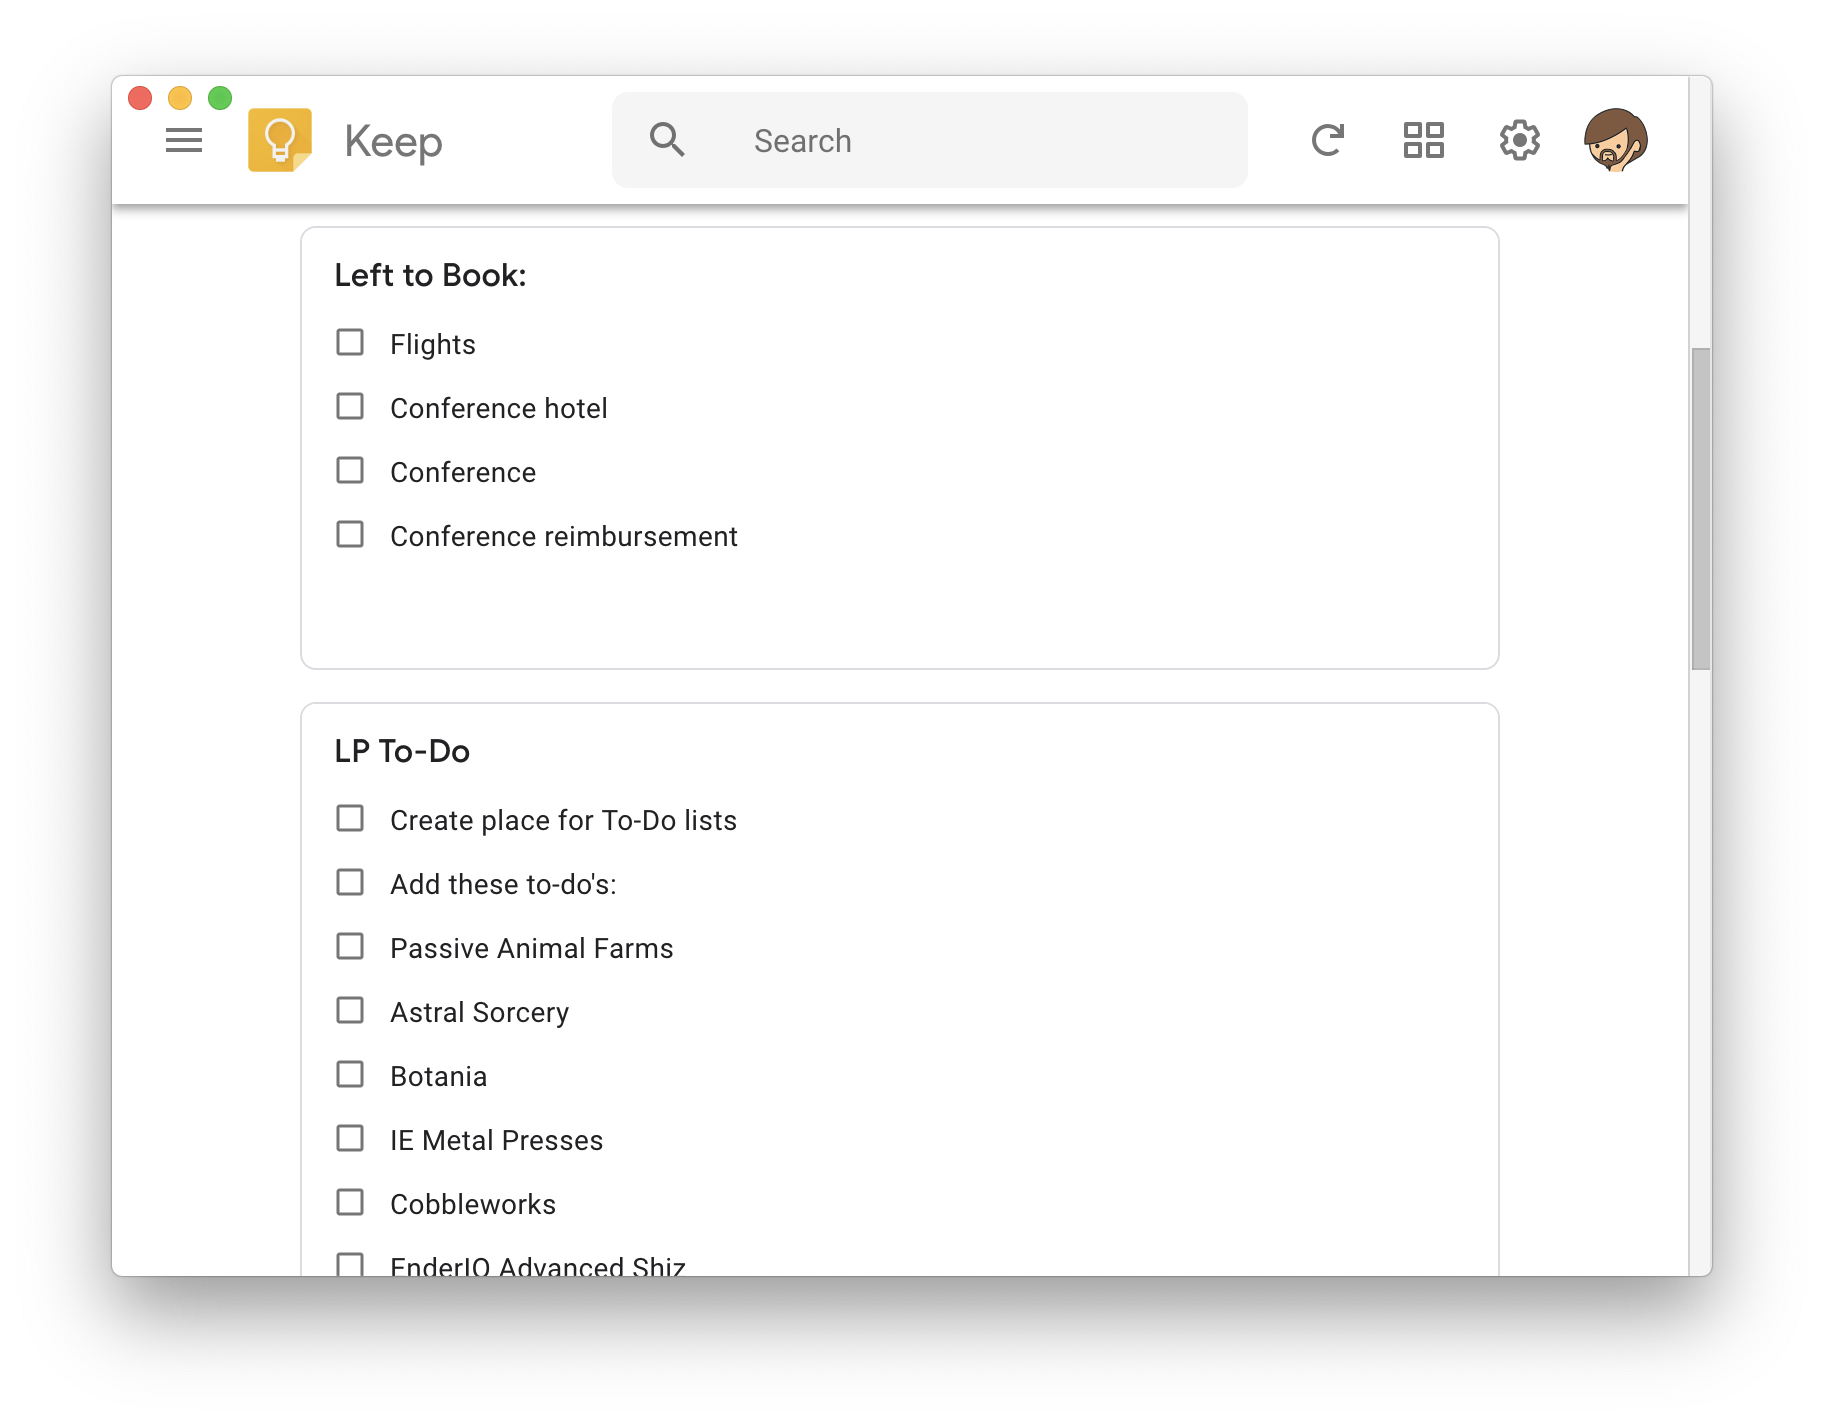 Keep
Search
Left to Book:
Flights
Conference hotel
Conference
Conference reimbursement
LP To-Do
Create place for To-Do lists
Add these to-do's:
Passive Animal Farms
Astral Sorcery
Botania
IE Metal Presses
Cobbleworks
EnderIO Advanced Shiz